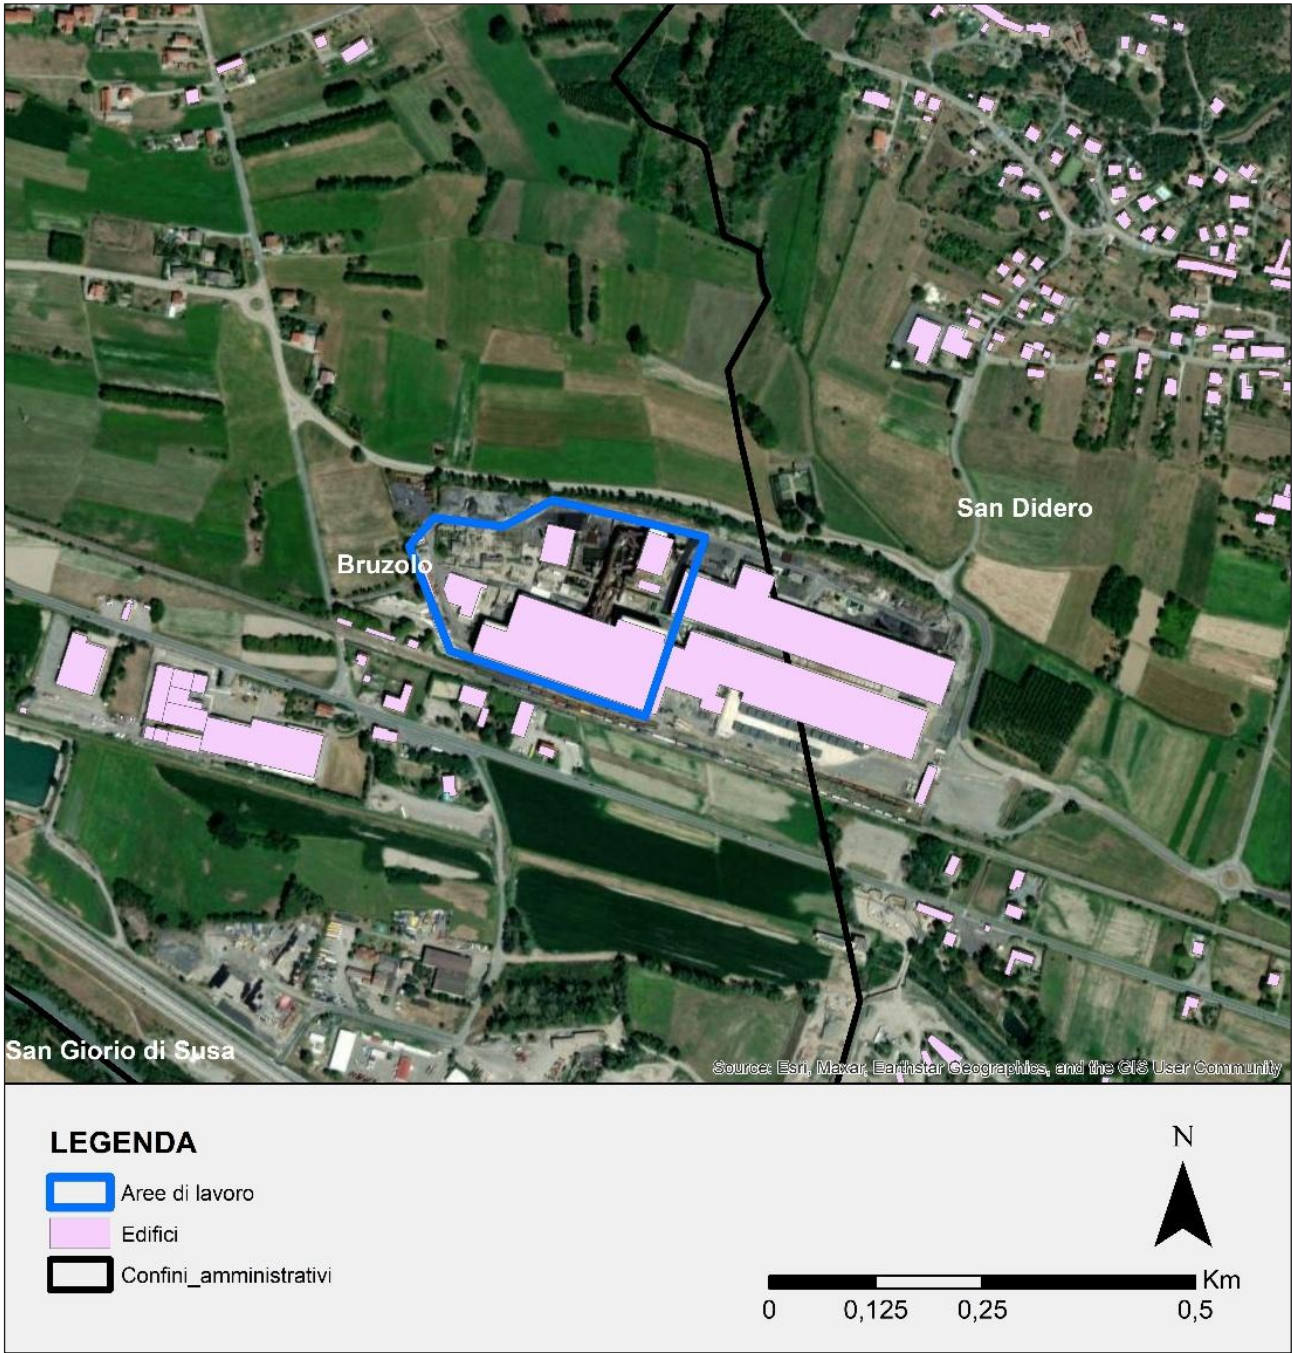 San Didero
Bruzolo
San Giorio di Susa
Source: Esri, Maxar, Earthstar Geographics, and the GIS User Community
LEGENDA
Aree di lavoro
Edifici
Confini_amministrativi
N
Km
0 0,125 0,25 0,5